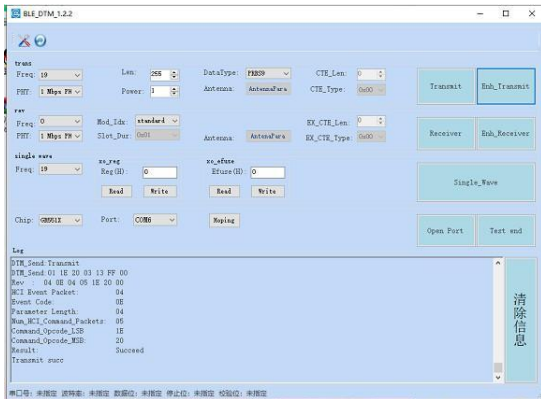 BLE_DTM_1.2.2
trans
Freq: 19 Len: 255 DataType: PRBS9 CTE_Len: 0
PHY: 1 Mbps PH Power: 1 Antenna: AntennaPara CTE_Type: 0x00
Transmit Enh_Transmit
rev
Freq: 0 Mod_Idx: standard EX_CTE_Len: 0
PHY: 1 Mbps PH Slot_Dur: 0x01 Antenna: AntennaPara EX_CTE_Type: 0x00
Receiver Enh_Receiver
single wave xo_reg xo_efuse
Freq: 19 Reg(H): 0 Efuse(H): 0
Read Write Read Write
Single_Wave
Chip: GR551X Port: COM6 Hoping
Open Port Test end
Log
DTM_Send:Transmit
DTM_Send:01 1E 20 03 13 FF 00
Rev : 04 0E 04 05 1E 20 00
HCI Event Packet: 04
Event Code: 0E
Parameter Length: 04
Num_HCI_Command_Packets: 05
Command_Opcode_LSB 1E
Command_Opcode_MSB: 20
Result: Succeed
Transmit succ
清除信息
串口号: 未指定 波特率: 未指定 数据位: 未指定 停止位: 未指定 校验位: 未指定